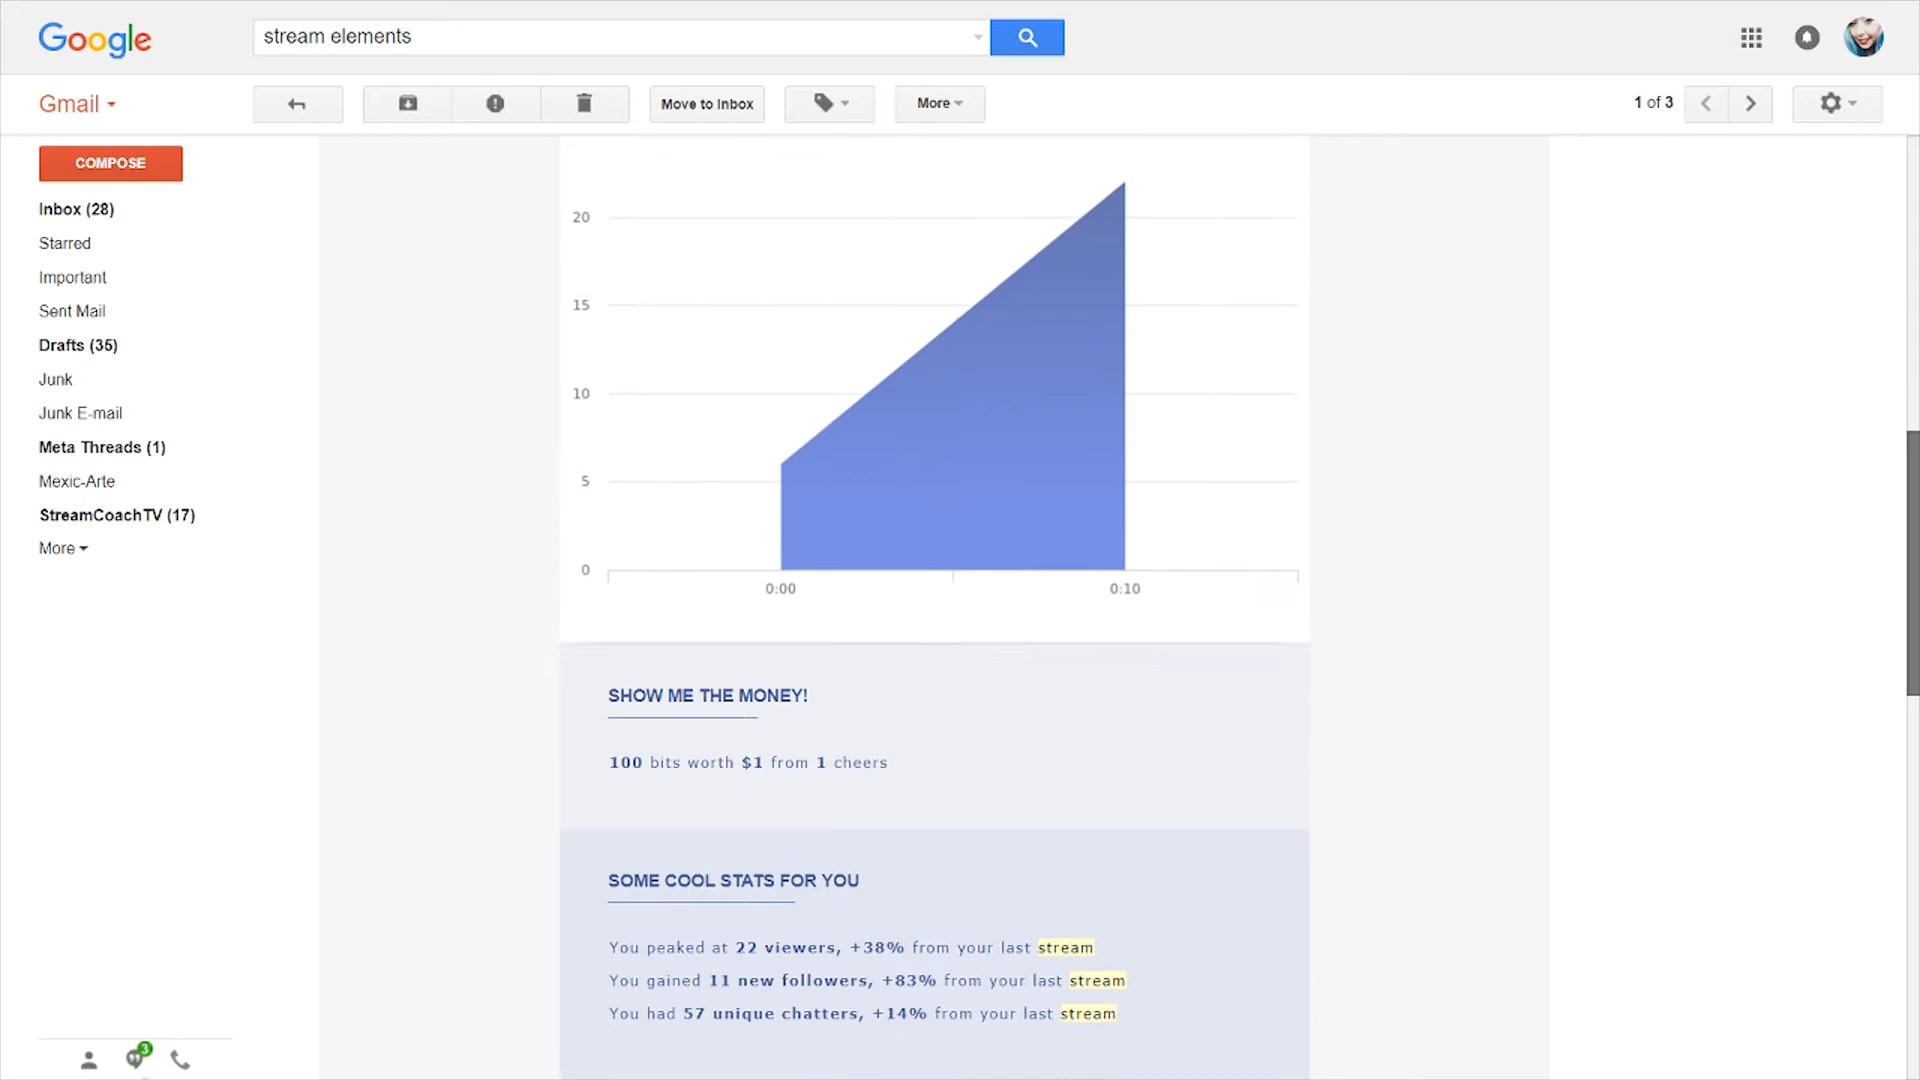 Google
stream elements
Gmail
Move to Inbox
More
1 of 3
COMPOSE
Inbox (28)
Starred
Important
Sent Mail
Drafts (35)
Junk
Junk E-mail
Meta Threads (1)
Mexic-Arte
StreamCoachTV (17)
More
3
20
15
10
5
0
0:00
0:10
SHOW ME THE MONEY!
100 bits worth $1 from 1 cheers
SOME COOL STATS FOR YOU
You peaked at 22 viewers, +38% from your last stream
You gained 11 new followers, +83% from your last stream
You had 57 unique chatters, +14% from your last stream